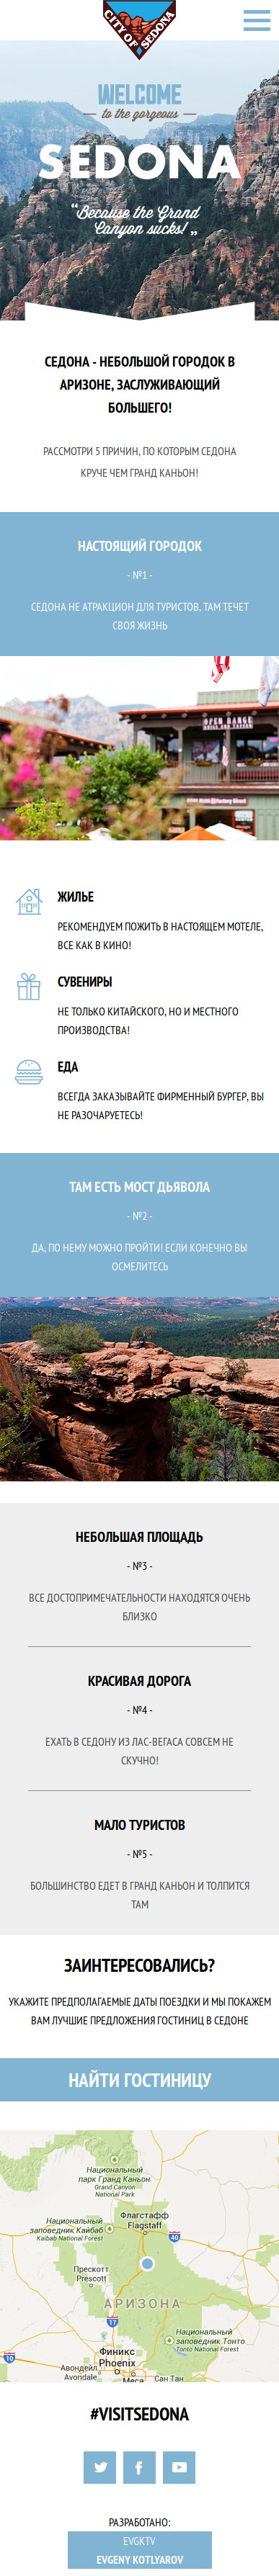 CITY OF SEDONA
WELCOME
to the gorgeous
SEDONA
“Because the Grand
Canyon sucks!„
СЕДОНА - НЕБОЛЬШОЙ ГОРОДОК В
АРИЗОНЕ, ЗАСЛУЖИВАЮЩИЙ
БОЛЬШЕГО!
РАССМОТРИ 5 ПРИЧИН, ПО КОТОРЫМ СЕДОНА
КРУЧЕ ЧЕМ ГРАНД КАНЬОН!
НАСТОЯЩИЙ ГОРОДОК
- №1 -
СЕДОНА НЕ АТРАКЦИОН ДЛЯ ТУРИСТОВ, ТАМ ТЕЧЕТ
СВОЯ ЖИЗНЬ
OPEN RANGE
ЖИЛЬЕ
РЕКОМЕНДУЕМ ПОЖИТЬ В НАСТОЯЩЕМ МОТЕЛЕ,
ВСЕ КАК В КИНО!
СУВЕНИРЫ
НЕ ТОЛЬКО КИТАЙСКОГО, НО И МЕСТНОГО
ПРОИЗВОДСТВА!
ЕДА
ВСЕГДА ЗАКАЗЫВАЙТЕ ФИРМЕННЫЙ БУРГЕР, ВЫ
НЕ РАЗОЧАРУЕТЕСЬ!
ТАМ ЕСТЬ МОСТ ДЬЯВОЛА
- №2 -
ДА, ПО НЕМУ МОЖНО ПРОЙТИ! ЕСЛИ КОНЕЧНО ВЫ
ОСМЕЛИТЕСЬ
НЕБОЛЬШАЯ ПЛОЩАДЬ
- №3 -
ВСЕ ДОСТОПРИМЕЧАТЕЛЬНОСТИ НАХОДЯТСЯ ОЧЕНЬ
БЛИЗКО
КРАСИВАЯ ДОРОГА
- №4 -
ЕХАТЬ В СЕДОНУ ИЗ ЛАС-ВЕГАСА СОВСЕМ НЕ
СКУЧНО!
МАЛО ТУРИСТОВ
- №5 -
БОЛЬШИНСТВО ЕДЕТ В ГРАНД КАНЬОН И ТОЛПИТСЯ
ТАМ
ЗАИНТЕРЕСОВАЛИСЬ?
УКАЖИТЕ ПРЕДПОЛАГАЕМЫЕ ДАТЫ ПОЕЗДКИ И МЫ ПОКАЖЕМ
ВАМ ЛУЧШИЕ ПРЕДЛОЖЕНИЯ ГОСТИНИЦ В СЕДОНЕ
НАЙТИ ГОСТИНИЦУ
Национальный
парк Гранд Каньон
Grand Canyon
National Park
Национальный
заповедник Кайбаб
Kaibab National Forest
Флагстафф
Flagstaff
40
Прескотт
Prescott
АРИЗОНА
17
Национальный
заповедник Тонто
Tonto National Forest
10
Финикс
Phoenix
Авондейл
Avondale
Меса
Сан Тан
#VISITSEDONA
РАЗРАБОТАНО:
EVGKTV
EVGENY KOTLYAROV